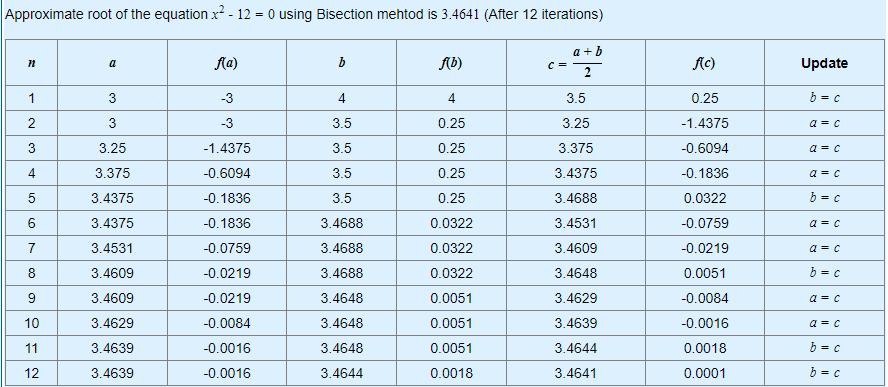 Approximate root of the equation x² - 12 = 0 using Bisection mehtod is 3.4641 (After 12 iterations)
n a f(a) b f(b) c = (a + b)/2 f(c) Update
1 3 -3 4 4 3.5 0.25 b = c
2 3 -3 3.5 0.25 3.25 -1.4375 a = c
3 3.25 -1.4375 3.5 0.25 3.375 -0.6094 a = c
4 3.375 -0.6094 3.5 0.25 3.4375 -0.1836 a = c
5 3.4375 -0.1836 3.5 0.25 3.4688 0.0322 b = c
6 3.4375 -0.1836 3.4688 0.0322 3.4531 -0.0759 a = c
7 3.4531 -0.0759 3.4688 0.0322 3.4609 -0.0219 a = c
8 3.4609 -0.0219 3.4688 0.0322 3.4648 0.0051 b = c
9 3.4609 -0.0219 3.4648 0.0051 3.4629 -0.0084 a = c
10 3.4629 -0.0084 3.4648 0.0051 3.4639 -0.0016 a = c
11 3.4639 -0.0016 3.4648 0.0051 3.4644 0.0018 b = c
12 3.4639 -0.0016 3.4644 0.0018 3.4641 0.0001 b = c